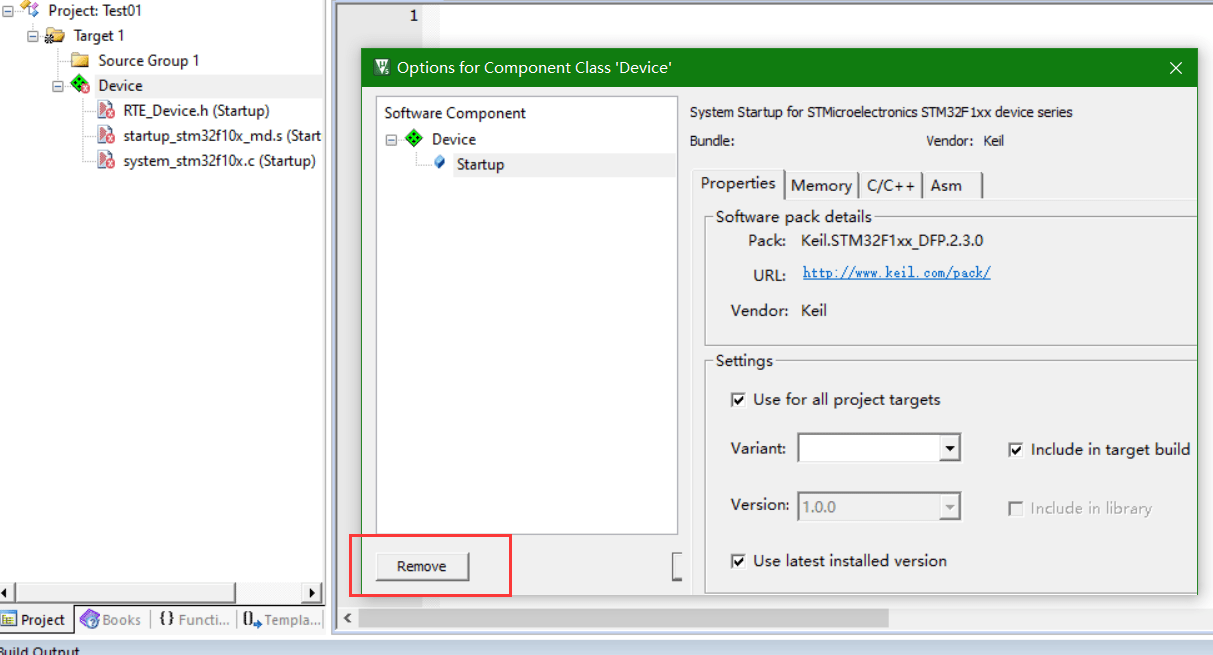 Project: Test01
Target 1
Source Group 1
Device
RTE_Device.h (Startup)
startup_stm32f10x_md.s (Start
system_stm32f10x.c (Startup)
Project
Books
{} Functi...
Templa...
Build Output
1
Options for Component Class 'Device'
Software Component
Device
Startup
Remove
System Startup for STMicroelectronics STM32F1xx device series
Bundle: Vendor: Keil
Properties Memory C/C++ Asm
Software pack details
Pack: Keil.STM32F1xx_DFP.2.3.0
URL: http://www.keil.com/pack/
Vendor: Keil
Settings
Use for all project targets
Variant: Include in target build
Version: 1.0.0 Include in library
Use latest installed version